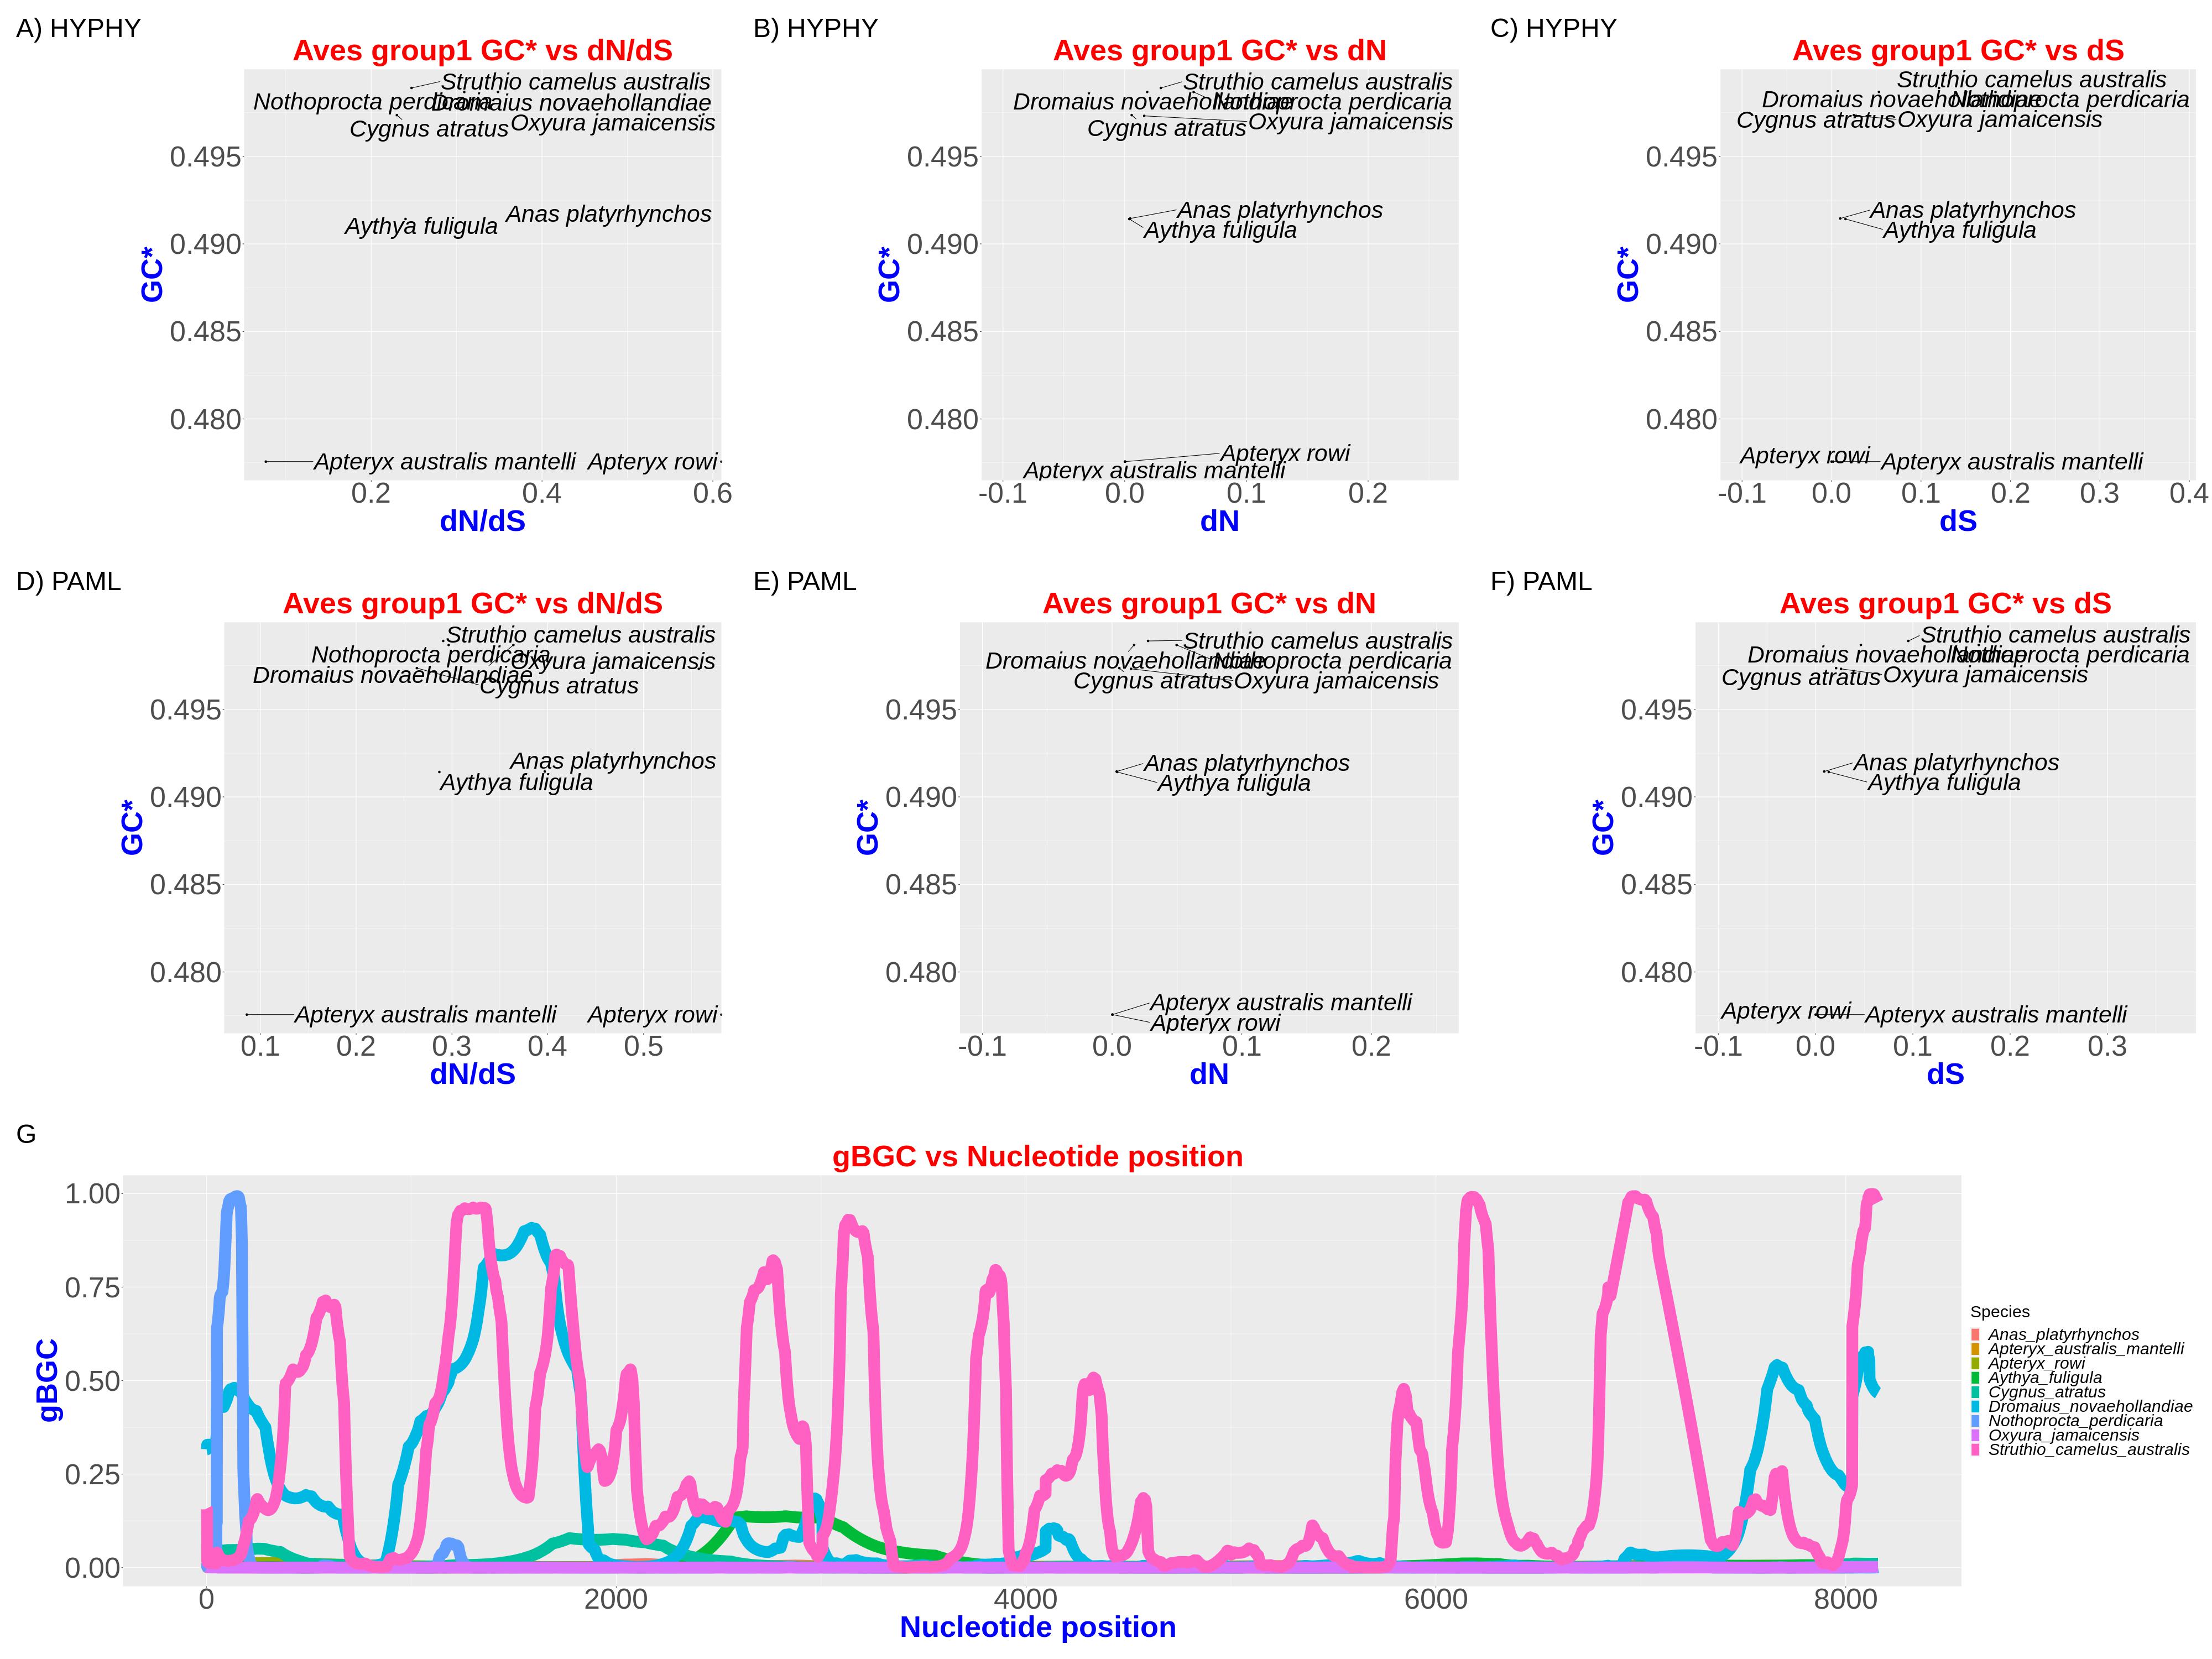 A) HYPHY
Aves group1 GC* vs dN/dS
Struthio camelus australis
Nothoprocta perdicaria
Dromaius novaehollandiae
Cygnus atratus
Oxyura jamaicensis
0.495
Aythya fuligula
Anas platyrhynchos
0.490
GC*
0.485
0.480
Apteryx australis mantelli
Apteryx rowi
0.2 0.4 0.6
dN/dS
B) HYPHY
Aves group1 GC* vs dN
Struthio camelus australis
Dromaius novaehollandiae
Nothoprocta perdicaria
Cygnus atratus
Oxyura jamaicensis
0.495
Anas platyrhynchos
Aythya fuligula
0.490
GC*
0.485
0.480
Apteryx rowi
Apteryx australis mantelli
-0.1 0.0 0.1 0.2
dN
C) HYPHY
Aves group1 GC* vs dS
Struthio camelus australis
Dromaius novaehollandiae
Nothoprocta perdicaria
Cygnus atratus
Oxyura jamaicensis
0.495
Anas platyrhynchos
Aythya fuligula
0.490
GC*
0.485
0.480
Apteryx rowi
Apteryx australis mantelli
-0.1 0.0 0.1 0.2 0.3 0.4
dS
D) PAML
Aves group1 GC* vs dN/dS
Struthio camelus australis
Nothoprocta perdicaria
Oxyura jamaicensis
Dromaius novaehollandiae
Cygnus atratus
0.495
Anas platyrhynchos
Aythya fuligula
0.490
GC*
0.485
0.480
Apteryx australis mantelli
Apteryx rowi
0.1 0.2 0.3 0.4 0.5
dN/dS
E) PAML
Aves group1 GC* vs dN
Struthio camelus australis
Dromaius novaehollandiae
Nothoprocta perdicaria
Cygnus atratus
Oxyura jamaicensis
0.495
Anas platyrhynchos
Aythya fuligula
0.490
GC*
0.485
0.480
Apteryx australis mantelli
Apteryx rowi
-0.1 0.0 0.1 0.2
dN
F) PAML
Aves group1 GC* vs dS
Struthio camelus australis
Dromaius novaehollandiae
Nothoprocta perdicaria
Cygnus atratus
Oxyura jamaicensis
0.495
Anas platyrhynchos
Aythya fuligula
0.490
GC*
0.485
0.480
Apteryx rowi
Apteryx australis mantelli
-0.1 0.0 0.1 0.2 0.3
dS
G
gBGC vs Nucleotide position
1.00
0.75
0.50
0.25
0.00
gBGC
0 2000 4000 6000 8000
Nucleotide position
Species
Anas_platyrhynchos
Apteryx_australis_mantelli
Apteryx_rowi
Aythya_fuligula
Cygnus_atratus
Dromaius_novaehollandiae
Nothoprocta_perdicaria
Oxyura_jamaicensis
Struthio_camelus_australis